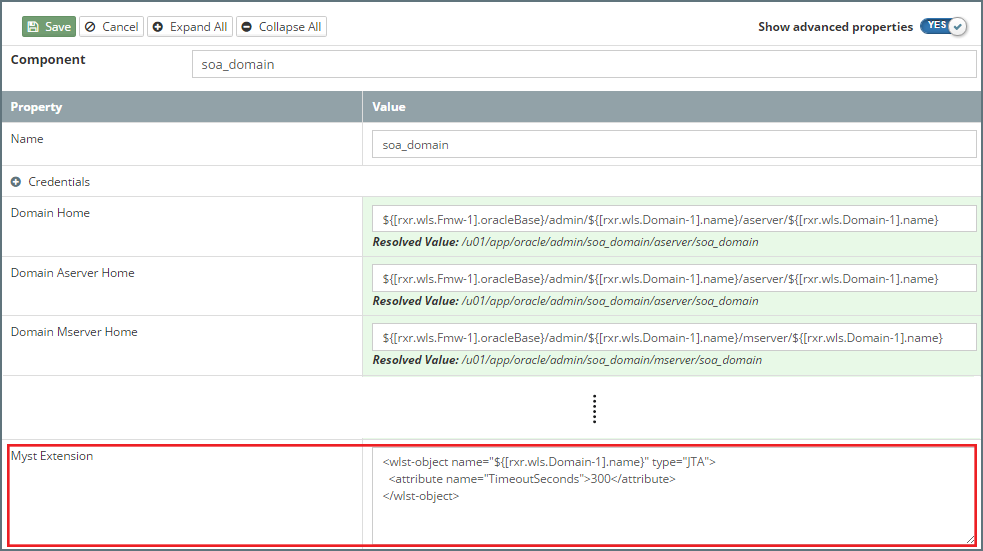 Save Cancel Expand All Collapse All Show advanced properties YES
Component soa_domain
Property Value
Name soa_domain
Credentials
Domain Home ${[rxr.wls.Fmw-1].oracleBase}/admin/${[rxr.wls.Domain-1].name}/aserver/${[rxr.wls.Domain-1].name}
Resolved Value: /u01/app/oracle/admin/soa_domain/aserver/soa_domain
Domain Aserver Home ${[rxr.wls.Fmw-1].oracleBase}/admin/${[rxr.wls.Domain-1].name}/aserver/${[rxr.wls.Domain-1].name}
Resolved Value: /u01/app/oracle/admin/soa_domain/aserver/soa_domain
Domain Mserver Home ${[rxr.wls.Fmw-1].oracleBase}/admin/${[rxr.wls.Domain-1].name}/mserver/${[rxr.wls.Domain-1].name}
Resolved Value: /u01/app/oracle/admin/soa_domain/mserver/soa_domain
Myst Extension <wlst-object name="${[rxr.wls.Domain-1].name}" type="JTA">
<attribute name="TimeoutSeconds">300</attribute>
</wlst-object>